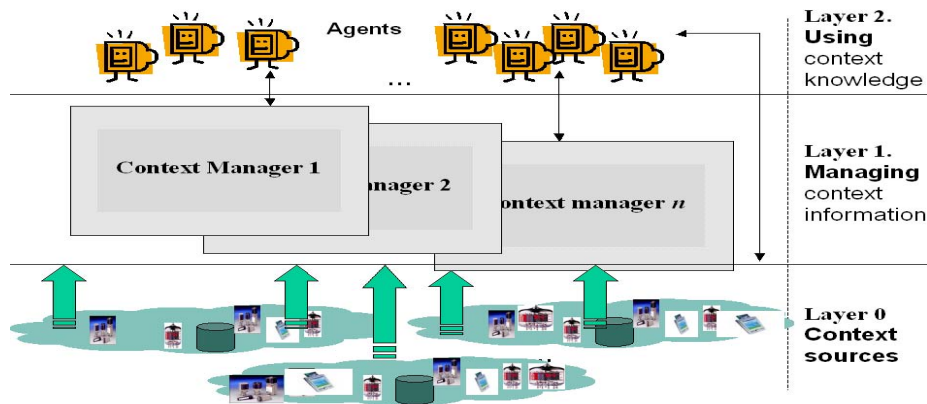 Agents
...
Layer 2.
Using
context
knowledge
Context Manager 1
anager 2
ontext manager n
Layer 1.
Managing
context
information
Layer 0
Context
sources
..